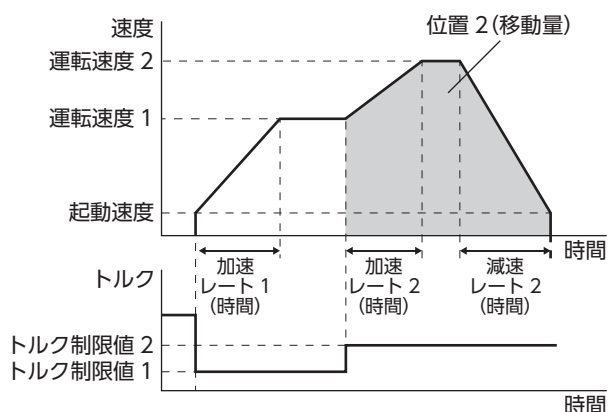 速度
位置 2（移動量）
運転速度 2
運転速度 1
起動速度
時間
加速
レート 1
（時間）
加速
レート 2
（時間）
減速
レート 2
（時間）
トルク
トルク制限値 2
トルク制限値 1
時間